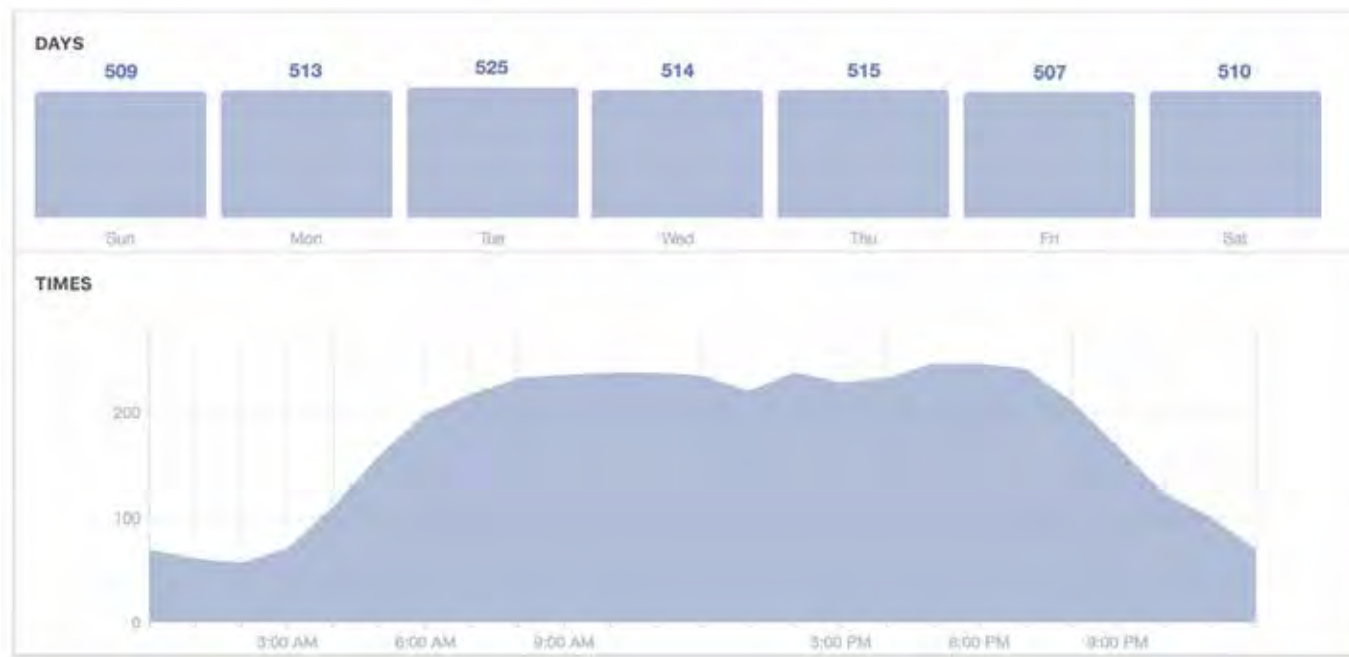 DAYS
509 513 525 514 515 507 510
Sun Mon Tue Wed Thu Fri Sat
TIMES
200
100
0
3:00 AM 6:00 AM 9:00 AM 3:00 PM 6:00 PM 9:00 PM